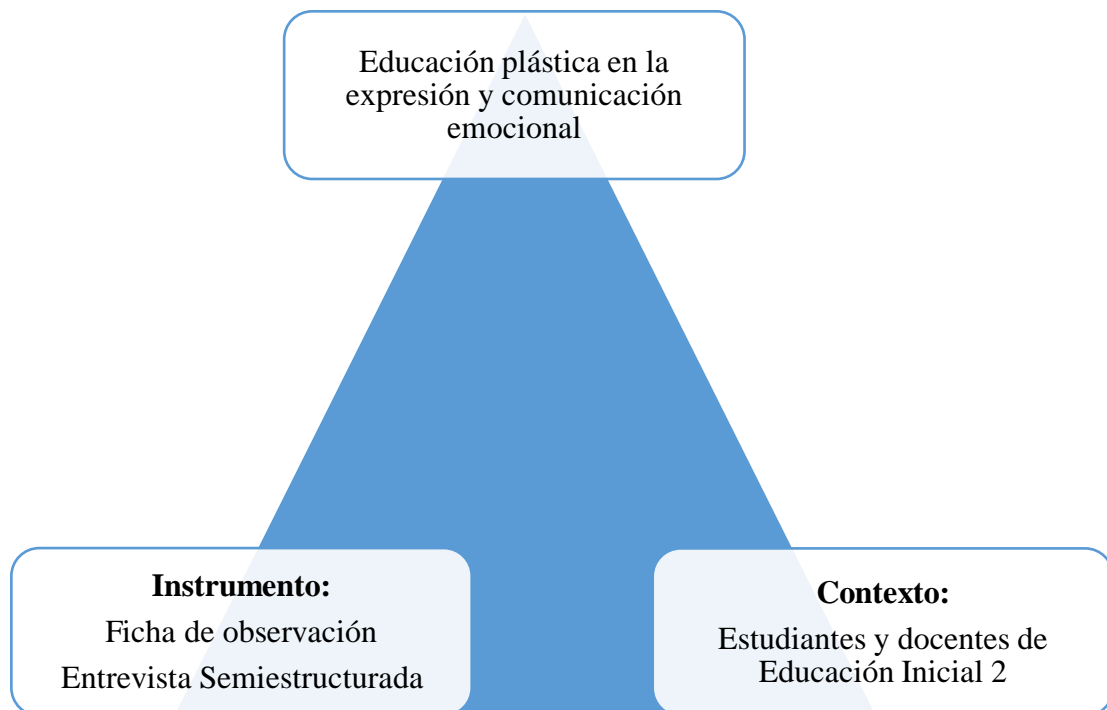 Educación plástica en la
expresión y comunicación
emocional
Instrumento:
Ficha de observación
Entrevista Semiestructurada
Contexto:
Estudiantes y docentes de
Educación Inicial 2